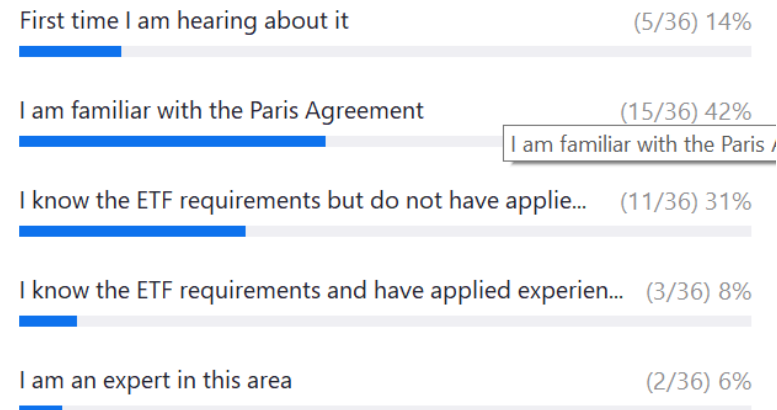 First time I am hearing about it (5/36) 14%
I am familiar with the Paris Agreement (15/36) 42%
I am familiar with the Paris A
I know the ETF requirements but do not have applie... (11/36) 31%
I know the ETF requirements and have applied experien... (3/36) 8%
I am an expert in this area (2/36) 6%